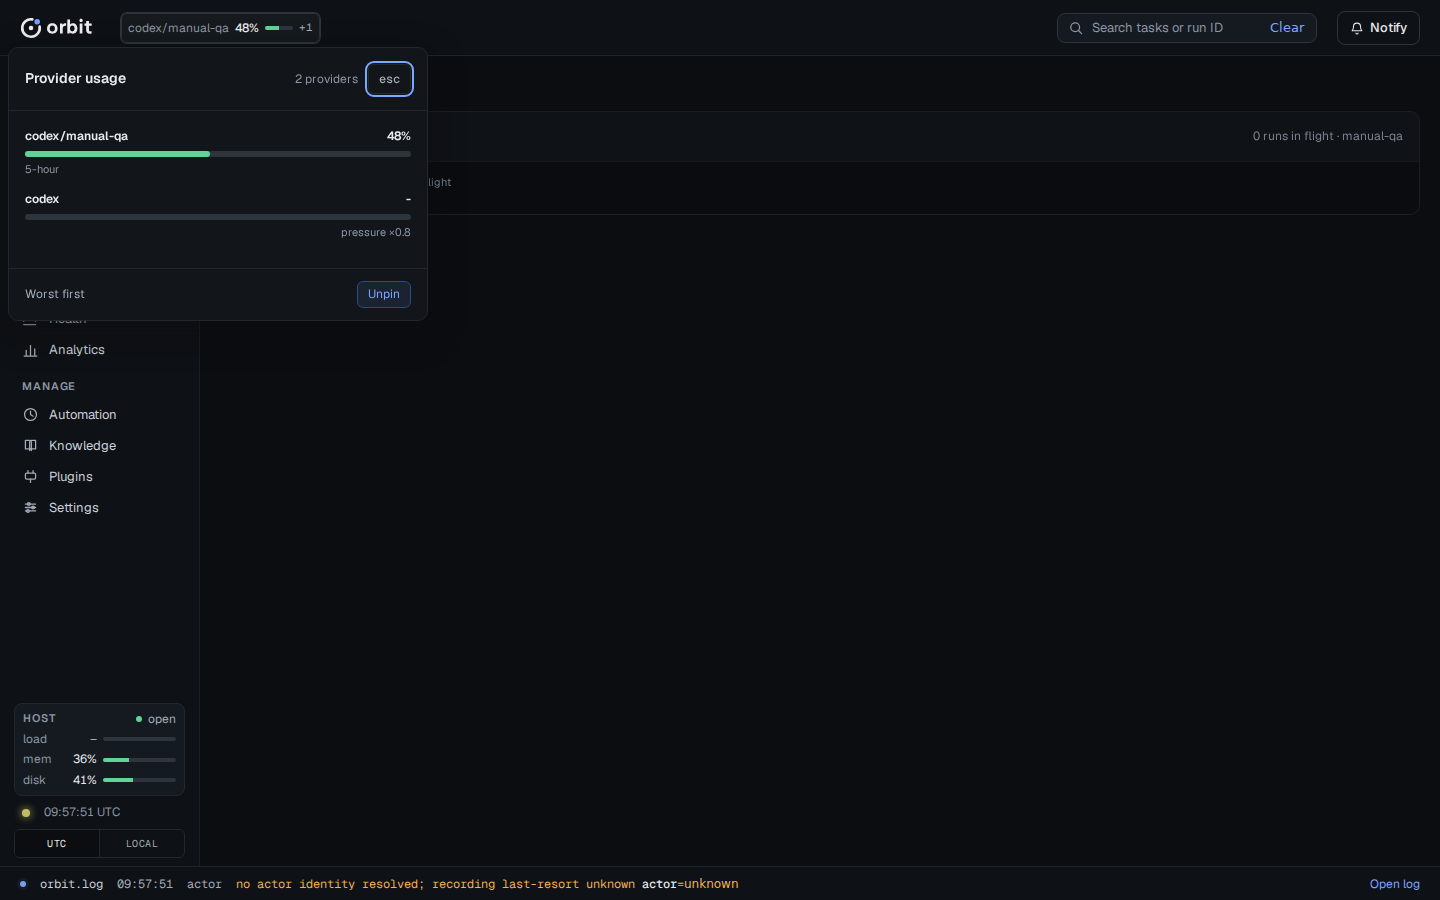 orbit
codex/manual-qa 48% +1
Search tasks or run ID
Clear
Notify
Provider usage
2 providers
esc
codex/manual-qa
48%
5-hour
codex
-
pressure ×0.8
Worst first
Unpin
0 runs in flight · manual-qa
light
Analytics
MANAGE
Automation
Knowledge
Plugins
Settings
HOST
open
load –
mem 36%
disk 41%
09:57:51 UTC
UTC
LOCAL
orbit.log 09:57:51 actor no actor identity resolved; recording last-resort unknown actor=unknown
Open log